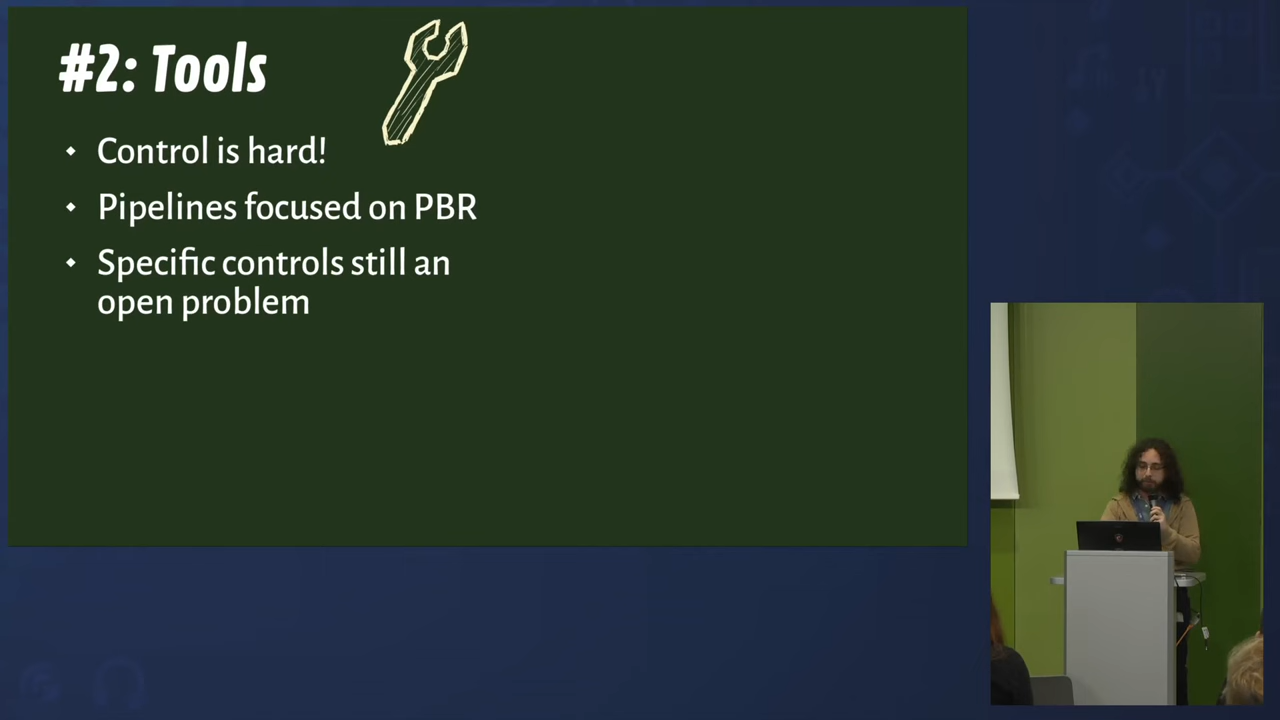 #2: Tools
Control is hard!
Pipelines focused on PBR
Specific controls still an
open problem